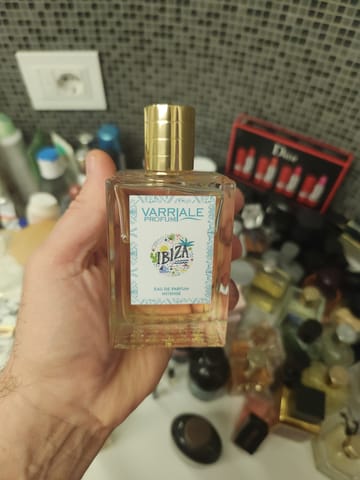 Dior
VARRIALE
PROFUMI
IBIZA
EAU DE PARFUM
INTENSE